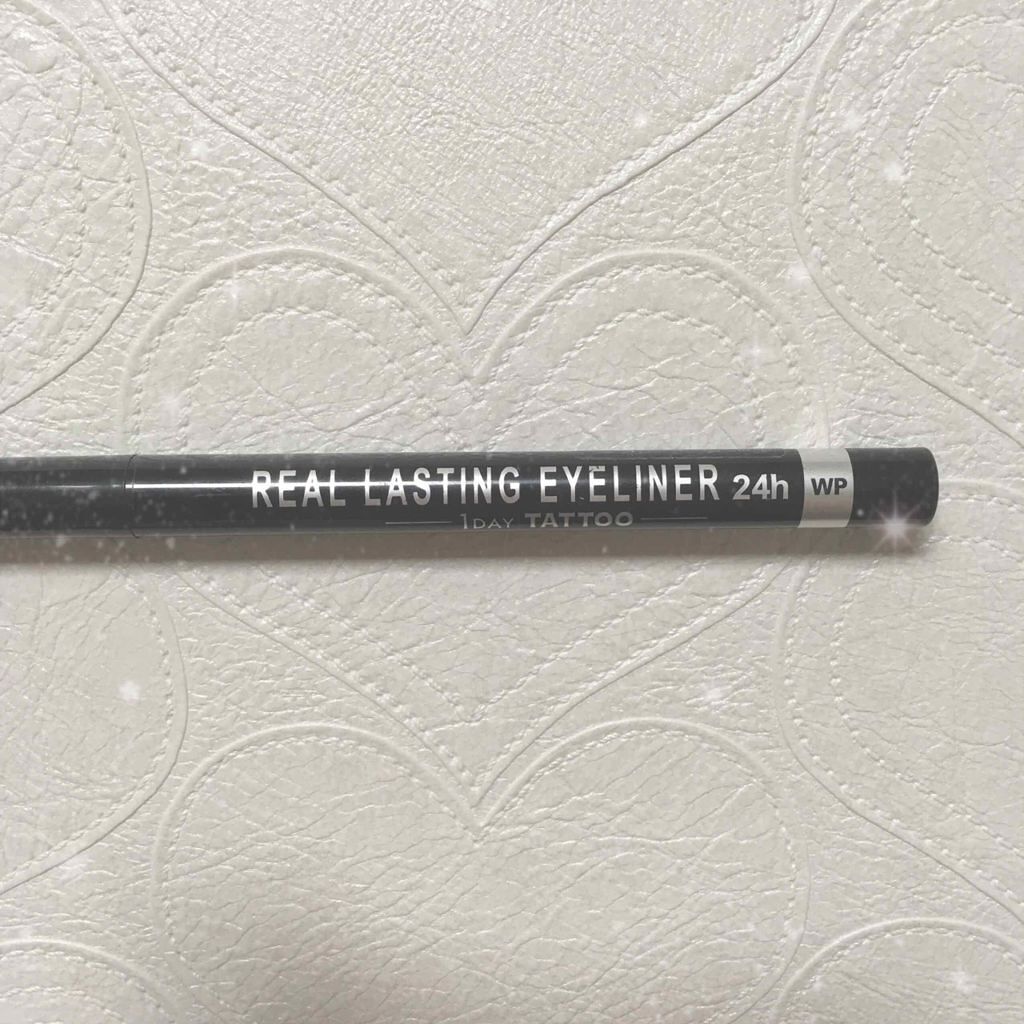 REAL LASTING EYELINER 24h WP
1DAY TATTOO